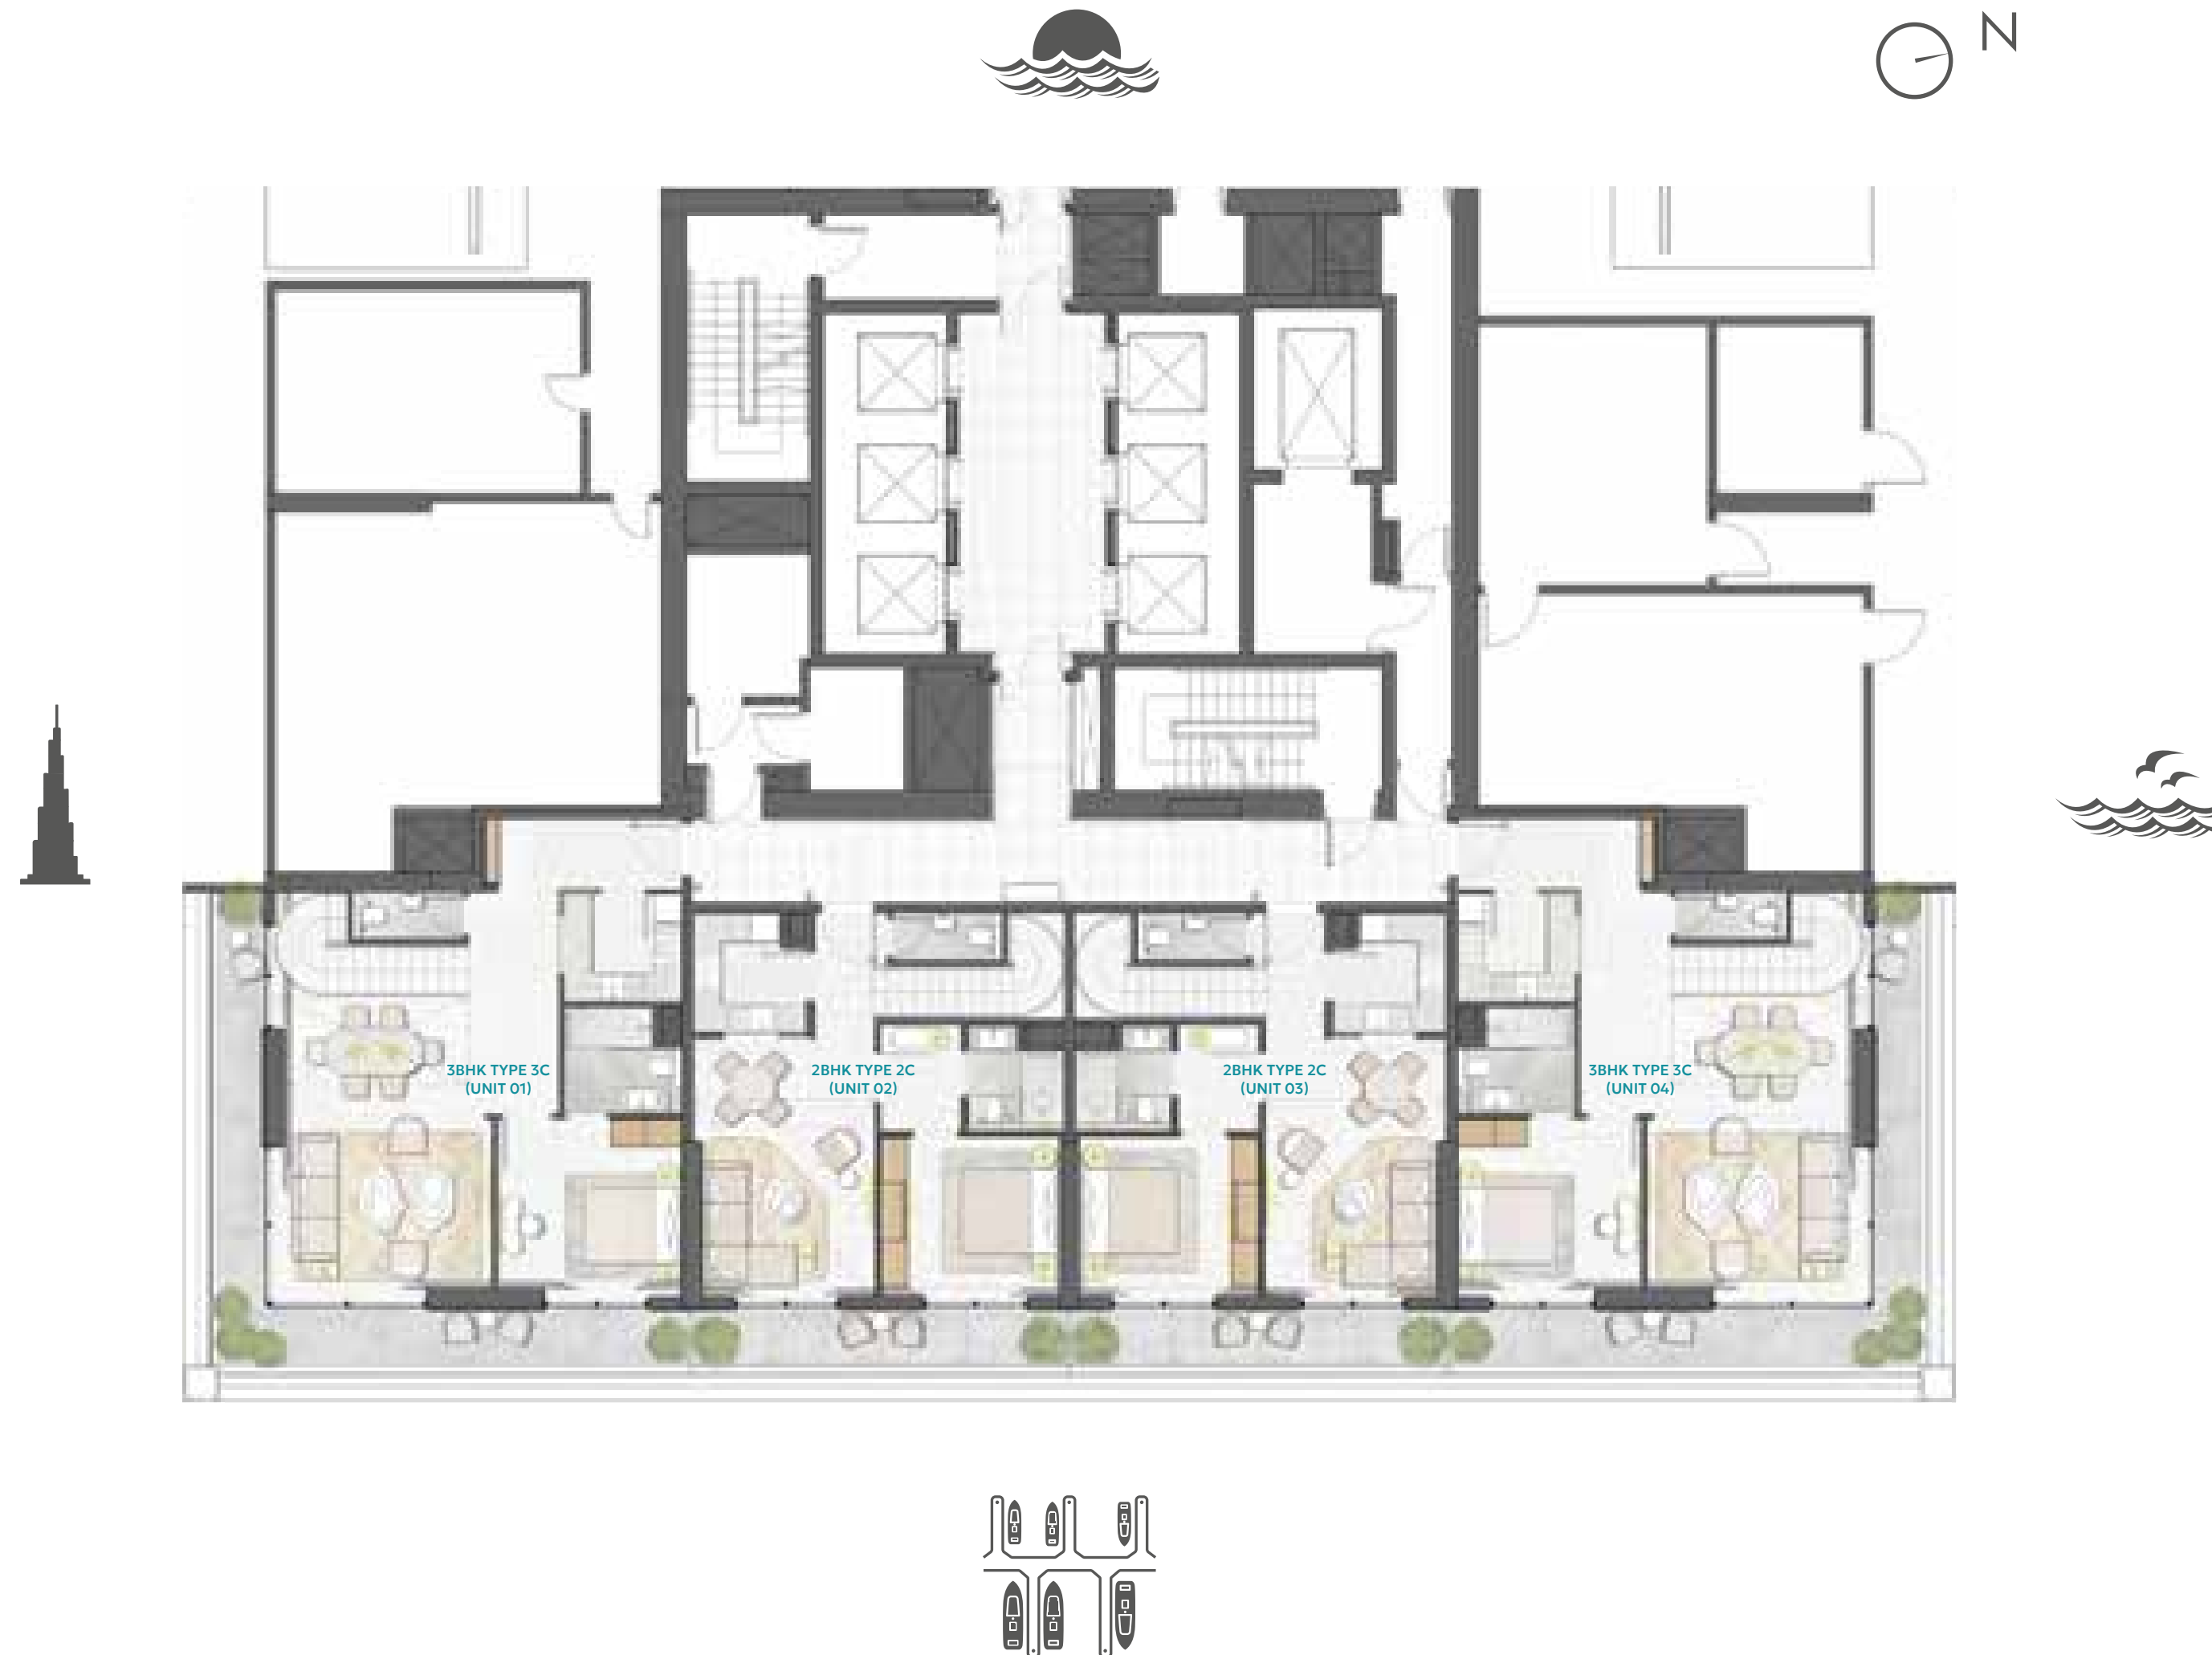 N
3BHK TYPE 3C
(UNIT 01)
2BHK TYPE 2C
(UNIT 02)
2BHK TYPE 2C
(UNIT 03)
3BHK TYPE 3C
(UNIT 04)